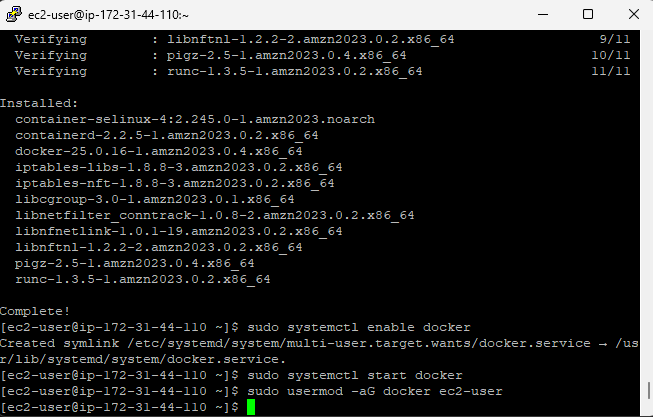 ec2-user@ip-172-31-44-110:~
Verifying : libnftnl-1.2.2-2.amzn2023.0.2.x86_64 9/11
Verifying : pigz-2.5-1.amzn2023.0.4.x86_64 10/11
Verifying : runc-1.3.5-1.amzn2023.0.2.x86_64 11/11
Installed:
container-selinux-4:2.245.0-1.amzn2023.noarch
containerd-2.2.5-1.amzn2023.0.2.x86_64
docker-25.0.16-1.amzn2023.0.4.x86_64
iptables-libs-1.8.8-3.amzn2023.0.2.x86_64
iptables-nft-1.8.8-3.amzn2023.0.2.x86_64
libcgroup-3.0-1.amzn2023.0.1.x86_64
libnetfilter_conntrack-1.0.8-2.amzn2023.0.2.x86_64
libnfnetlink-1.0.1-19.amzn2023.0.2.x86_64
libnftnl-1.2.2-2.amzn2023.0.2.x86_64
pigz-2.5-1.amzn2023.0.4.x86_64
runc-1.3.5-1.amzn2023.0.2.x86_64
Complete!
[ec2-user@ip-172-31-44-110 ~]$ sudo systemctl enable docker
Created symlink /etc/systemd/system/multi-user.target.wants/docker.service → /us
r/lib/systemd/system/docker.service.
[ec2-user@ip-172-31-44-110 ~]$ sudo systemctl start docker
[ec2-user@ip-172-31-44-110 ~]$ sudo usermod -aG docker ec2-user
[ec2-user@ip-172-31-44-110 ~]$